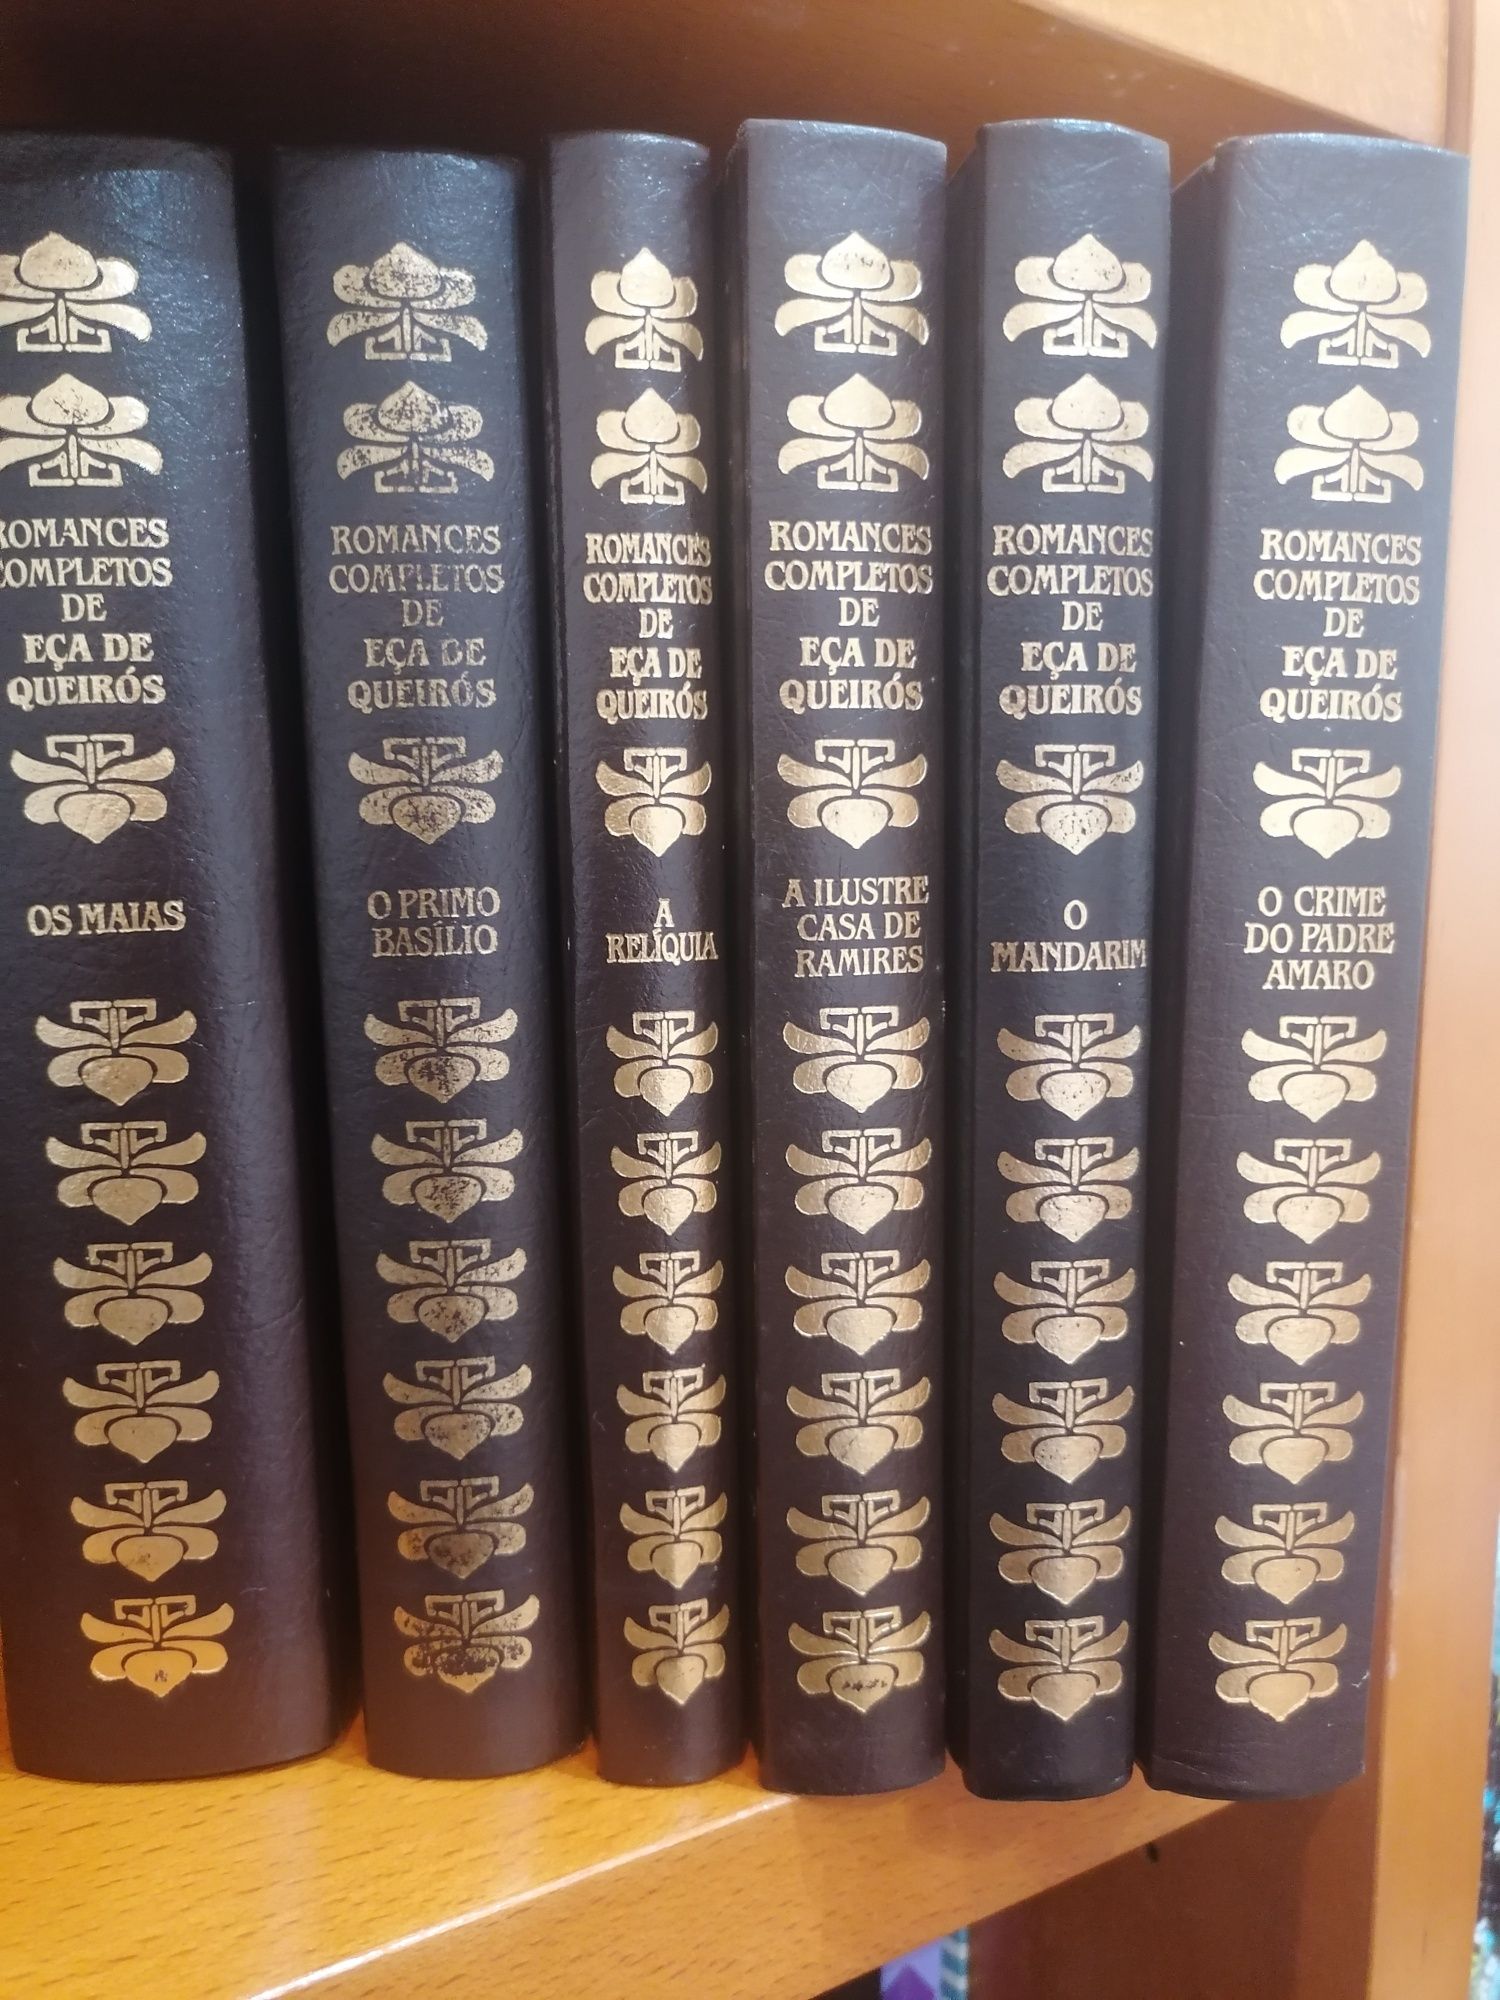 ROMANCES
COMPLETOS
DE
EÇA DE
QUEIRÓS
OS MAIAS
ROMANCES
COMPLETOS
DE
EÇA DE
QUEIRÓS
O PRIMO
BASÍLIO
ROMANCES
COMPLETOS
DE
EÇA DE
QUEIRÓS
A
RELÍQUIA
ROMANCES
COMPLETOS
DE
EÇA DE
QUEIRÓS
A ILUSTRE
CASA DE
RAMIRES
ROMANCES
COMPLETOS
DE
EÇA DE
QUEIRÓS
O
MANDARIM
ROMANCES
COMPLETOS
DE
EÇA DE
QUEIRÓS
O CRIME
DO PADRE
AMARO